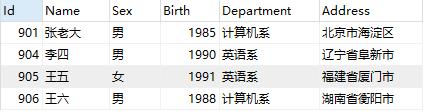 Id Name Sex Birth Department Address
901 张老大 男 1985 计算机系 北京市海淀区
904 李四 男 1990 英语系 辽宁省阜新市
905 王五 女 1991 英语系 福建省厦门市
906 王六 男 1988 计算机系 湖南省衡阳市